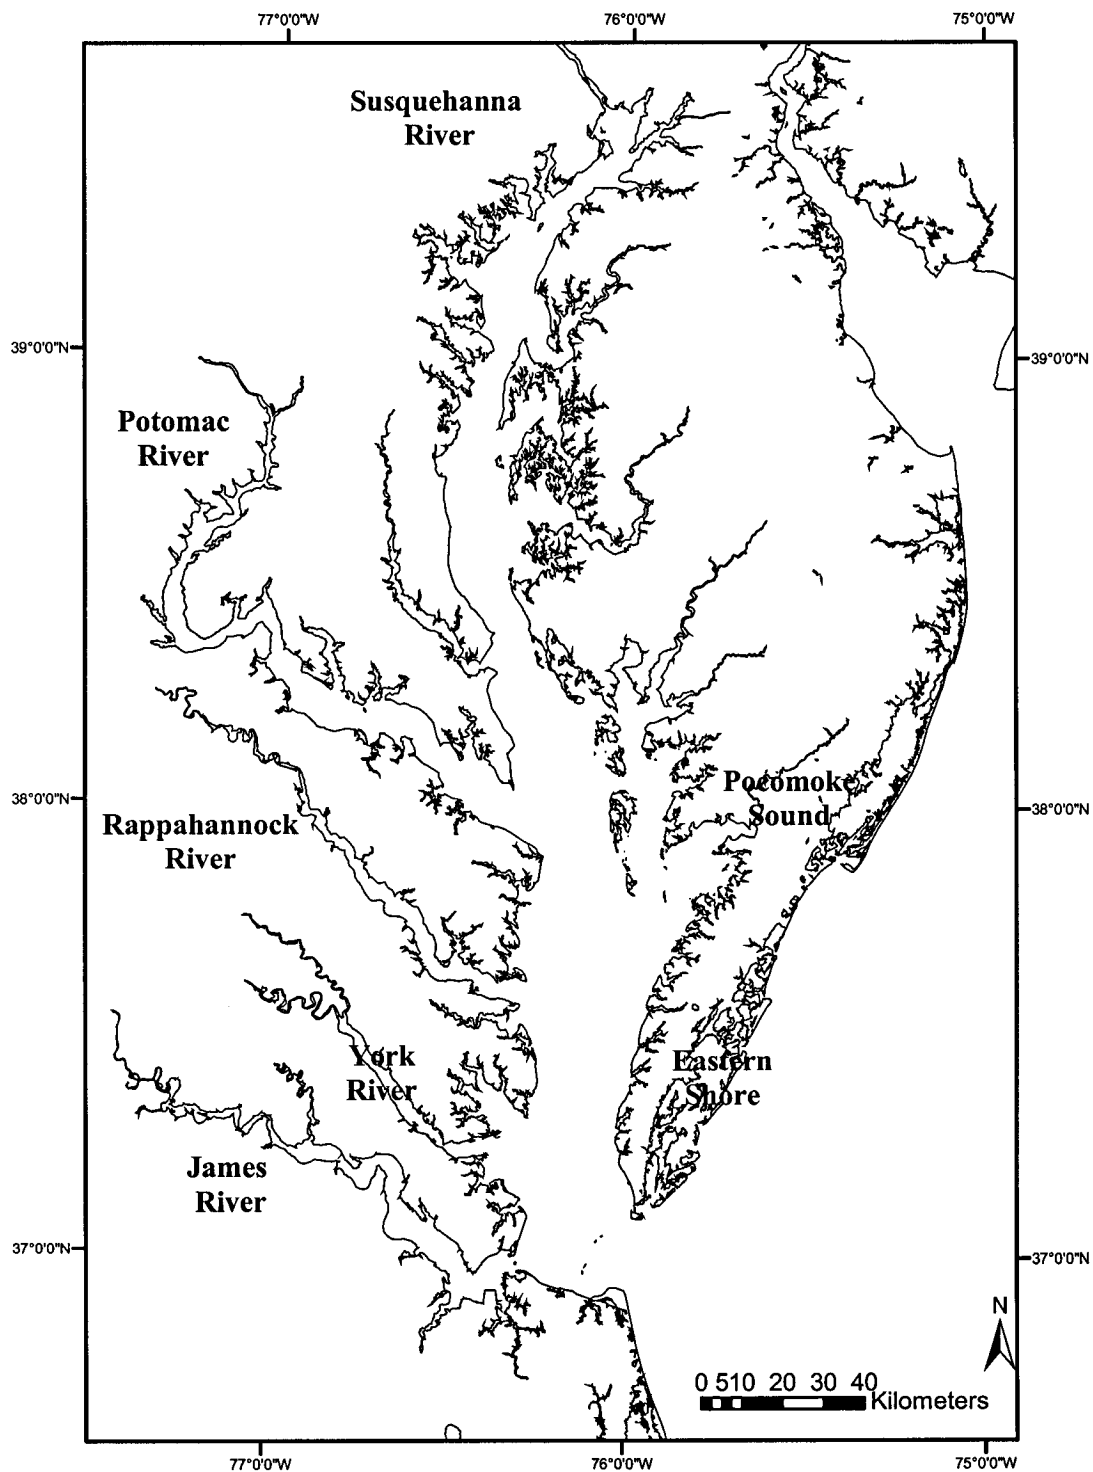 77°0'0"W 76°0'0"W 75°0'0"W
Susquehanna
River
39°0'0"N 39°0'0"N
Potomac
River
Pocomoke
Sound
38°0'0"N 38°0'0"N
Rappahannock
River
York
River
Eastern
Shore
James
River
37°0'0"N 37°0'0"N
N
0 5 10 20 30 40
Kilometers
77°0'0"W 76°0'0"W 75°0'0"W